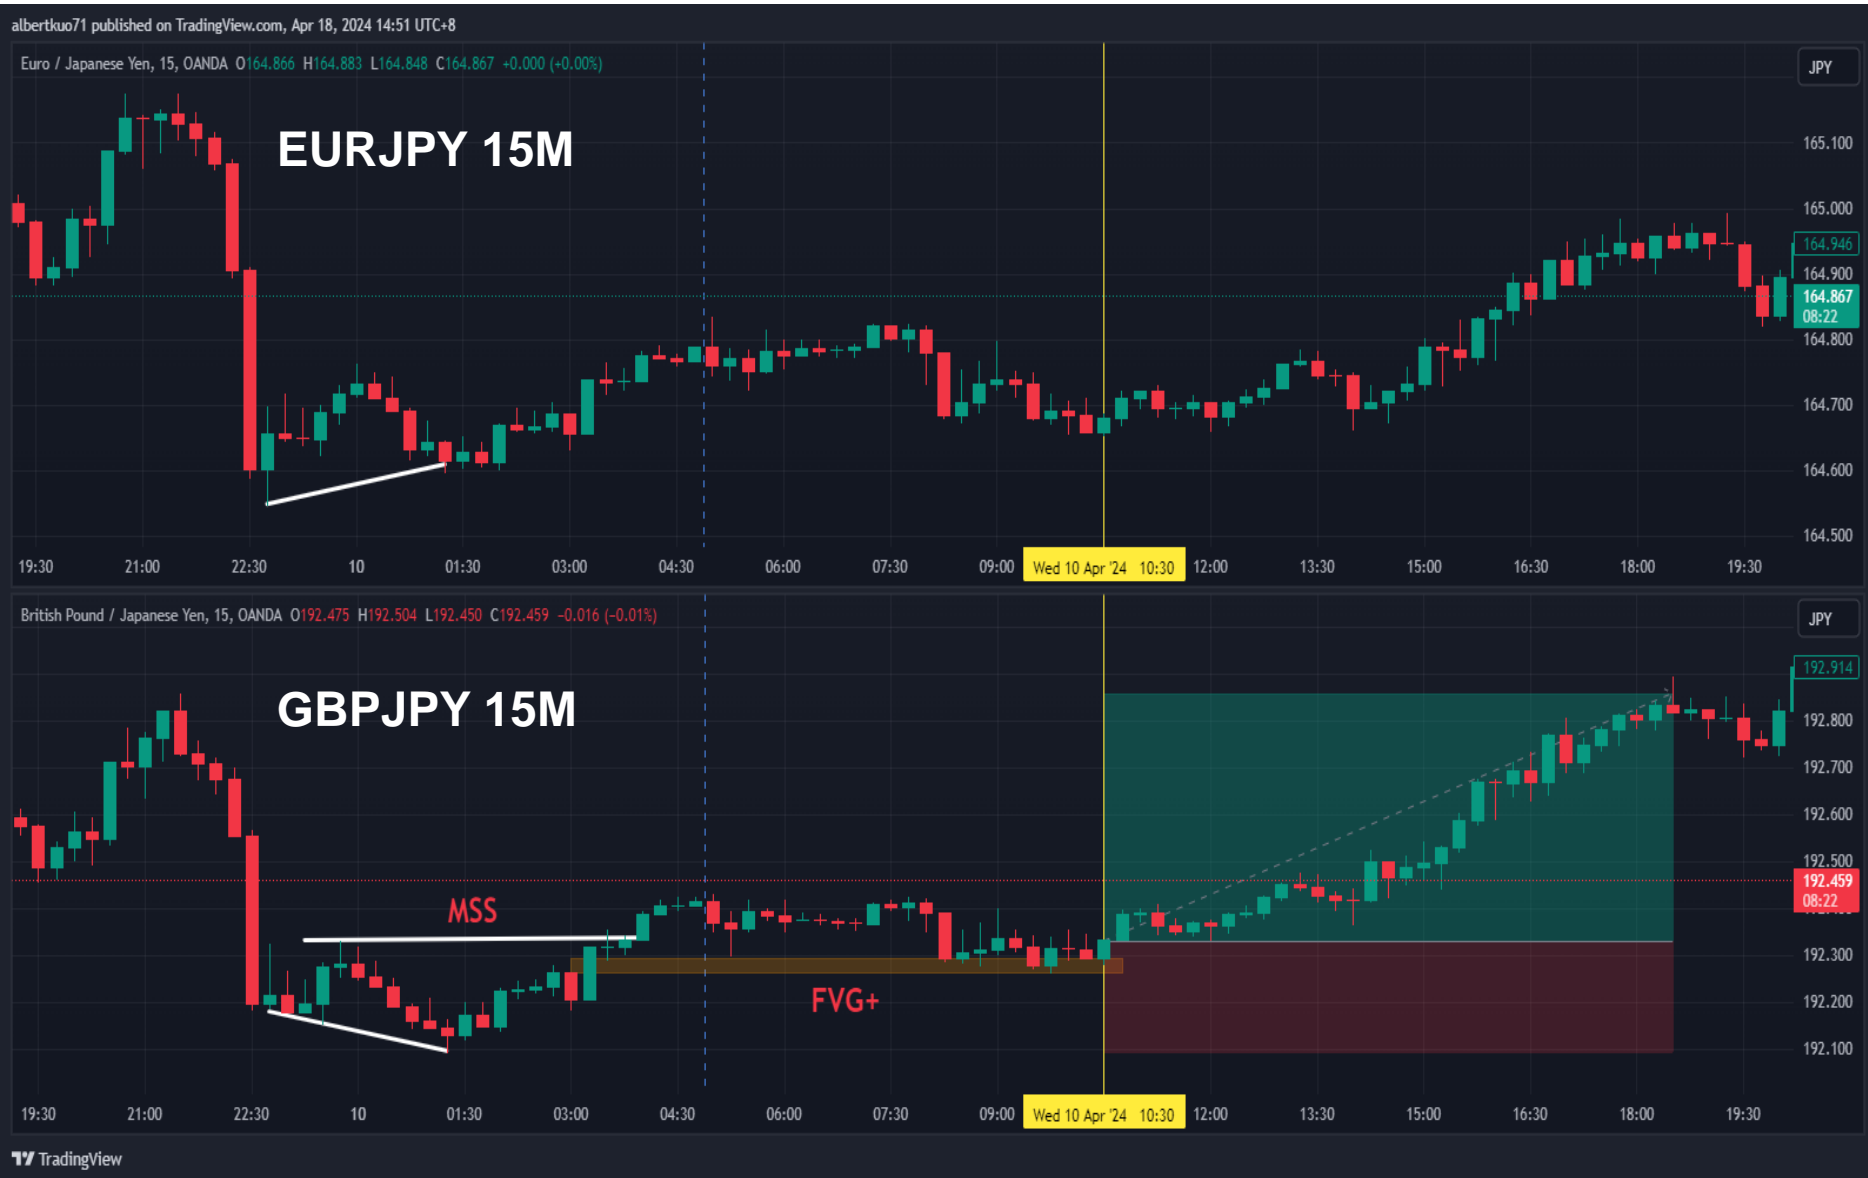 albertkuo71 published on TradingView.com, Apr 18, 2024 14:51 UTC+8
Euro / Japanese Yen, 15, OANDA O164.866 H164.883 L164.848 C164.867 +0.000 (+0.00%)
JPY
EURJPY 15M
165.100
165.000
164.946
164.900
164.867
08:22
164.800
164.700
164.600
164.500
19:30 21:00 22:30 10 01:30 03:00 04:30 06:00 07:30 09:00 Wed 10 Apr '24 10:30 12:00 13:30 15:00 16:30 18:00 19:30
British Pound / Japanese Yen, 15, OANDA O192.475 H192.504 L192.450 C192.459 −0.016 (−0.01%)
JPY
192.914
GBPJPY 15M
192.800
192.700
192.600
192.500
192.459
08:22
MSS
192.300
FVG+
192.200
192.100
19:30 21:00 22:30 10 01:30 03:00 04:30 06:00 07:30 09:00 Wed 10 Apr '24 10:30 12:00 13:30 15:00 16:30 18:00 19:30
TradingView